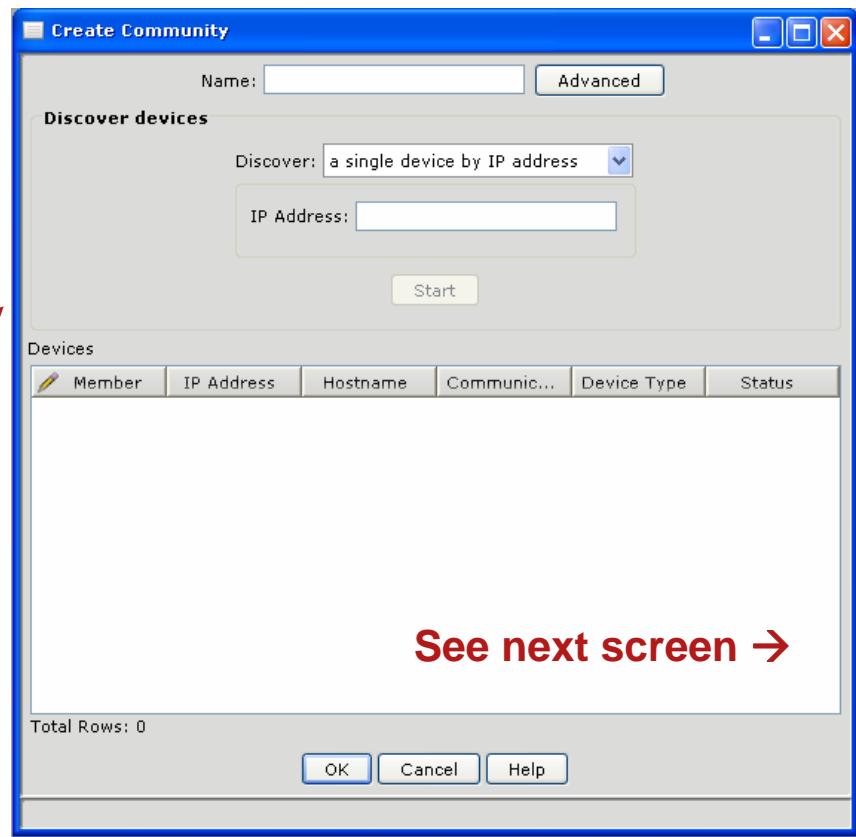 Create Community
Name: Advanced
Discover devices
Discover: a single device by IP address
IP Address:
Start
Devices
Member IP Address Hostname Communic... Device Type Status
See next screen →
Total Rows: 0
OK Cancel Help